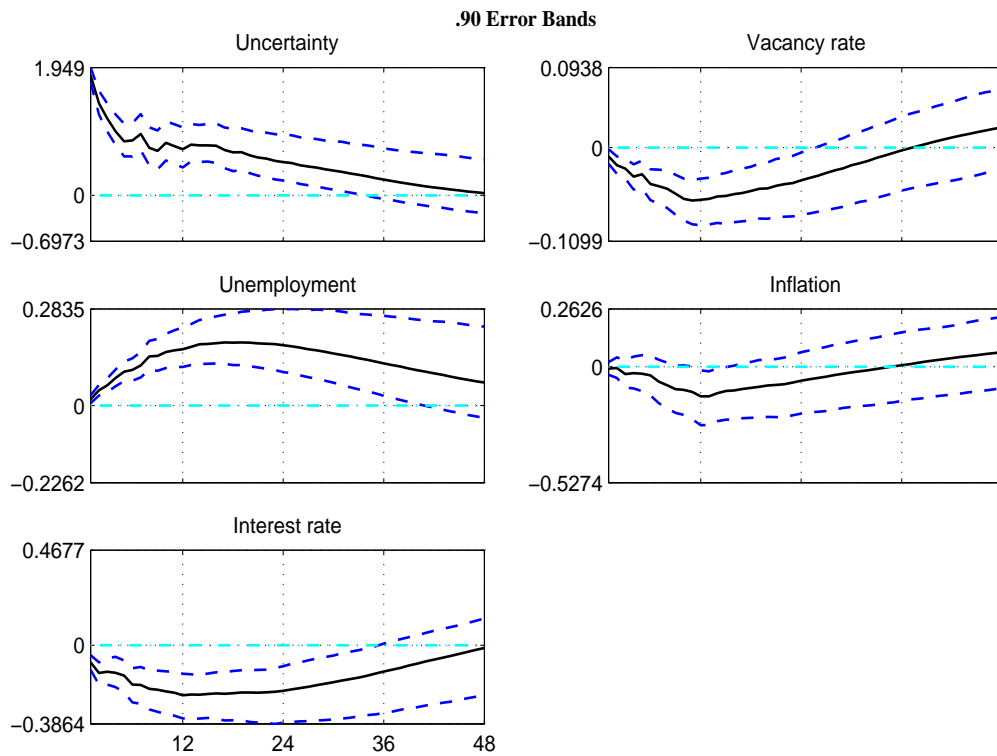 .90 Error Bands
Uncertainty
1.949
0
−0.6973
Vacancy rate
0.0938
0
−0.1099
Unemployment
0.2835
0
−0.2262
Inflation
0.2626
0
−0.5274
Interest rate
0.4677
0
−0.3864
12 24 36 48